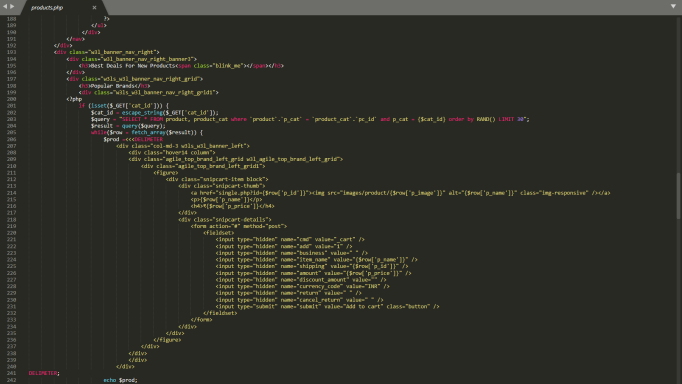 products.php
188 ?>
189 </ul>
190 </div>
191 </nav>
192 </div>
193 <div class="w3l_banner_nav_right">
194 <div class="w3l_banner_nav_right_banner3">
195 <h3>Best Deals For New Products<span class="blink_me"></span></h3>
196 </div>
197 <div class="w3ls_w3l_banner_nav_right_grid">
198 <h3>Popular Brands</h3>
199 <div class="w3ls_w3l_banner_nav_right_grid1">
200 <?php
201 if (isset($_GET['cat_id'])) {
202 $cat_id = escape_string($_GET['cat_id']);
203 $query = "SELECT * FROM product, product_cat where `product`.`p_cat` = `product_cat`.`pc_id` and p_cat = {$cat_id} order by RAND() LIMIT 30";
204 $result = query($query);
205 while($row = fetch_array($result)) {
206 $prod =<<<DELIMETER
207 <div class="col-md-3 w3ls_w3l_banner_left">
208 <div class="hover14 column">
209 <div class="agile_top_brand_left_grid w3l_agile_top_brand_left_grid">
210 <div class="agile_top_brand_left_grid1">
211 <figure>
212 <div class="snipcart-item block">
213 <div class="snipcart-thumb">
214 <a href="single.php?id={$row['p_id']}"><img src="images/product/{$row['p_image']}" alt="{$row['p_name']}" class="img-responsive" /></a>
215 <p>{$row['p_name']}</p>
216 <h4>₹{$row['p_price']}</h4>
217 </div>
218 <div class="snipcart-details">
219 <form action="#" method="post">
220 <fieldset>
221 <input type="hidden" name="cmd" value="_cart" />
222 <input type="hidden" name="add" value="1" />
223 <input type="hidden" name="business" value=" " />
224 <input type="hidden" name="item_name" value="{$row['p_name']}" />
225 <input type="hidden" name="shipping" value="{$row['p_id']}" />
226 <input type="hidden" name="amount" value="{$row['p_price']}" />
227 <input type="hidden" name="discount_amount" value="" />
228 <input type="hidden" name="currency_code" value="INR" />
229 <input type="hidden" name="return" value=" " />
230 <input type="hidden" name="cancel_return" value=" " />
231 <input type="submit" name="submit" value="Add to cart" class="button" />
232 </fieldset>
233 </form>
234 </div>
235 </div>
236 </figure>
237 </div>
238 </div>
239 </div>
240 </div>
241 DELIMETER;
242 echo $prod;